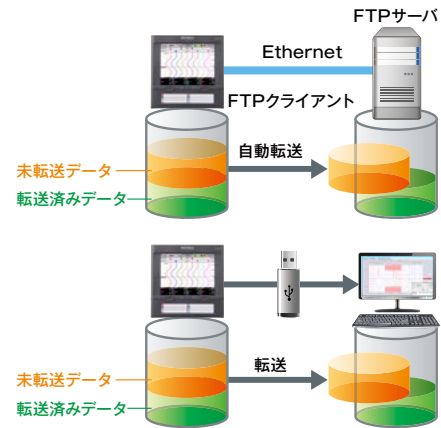 FTPサーバ
Ethernet
FTPクライアント
自動転送
未転送データ
転送済みデータ
転送
未転送データ
転送済みデータ